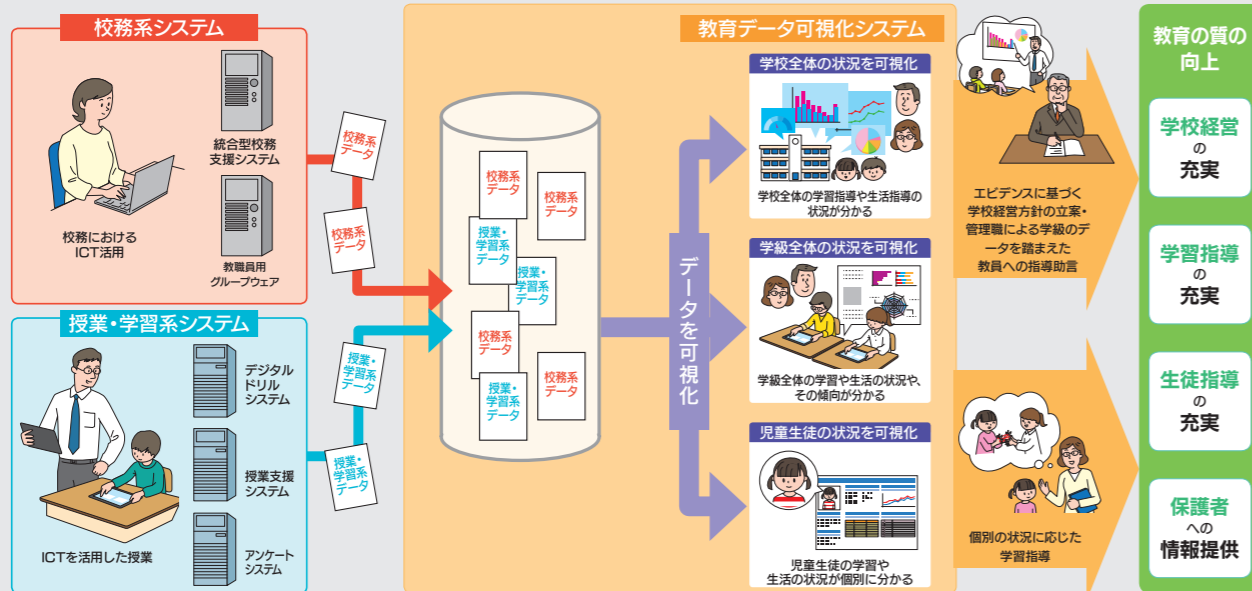 校務系システム
統合型校務
支援システム
校務における
ICT活用
教職員用
グループウェア
授業・学習系システム
デジタル
ドリル
システム
授業支援
システム
アンケート
システム
ICTを活用した授業
校務系
データ
校務系
データ
授業・
学習系
データ
授業・
学習系
データ
教育データ可視化システム
校務系
データ
校務系
データ
授業・
学習系
データ
授業・
学習系
データ
校務系
データ
校務系
データ
授業・
学習系
データ
データを可視化
学校全体の状況を可視化
学校全体の学習指導や生活指導の
状況が分かる
学級全体の状況を可視化
学級全体の学習や生活の状況や、
その傾向が分かる
児童生徒の状況を可視化
児童生徒の学習や
生活の状況が個別に分かる
エビデンスに基づく
学校経営方針の立案・
管理職による学級のデ
ータを踏まえた
教員への指導助言
個別の状況に応じた
学習指導
教育の質の
向上
学校経営
の
充実
学習指導
の
充実
生徒指導
の
充実
保護者
への
情報提供